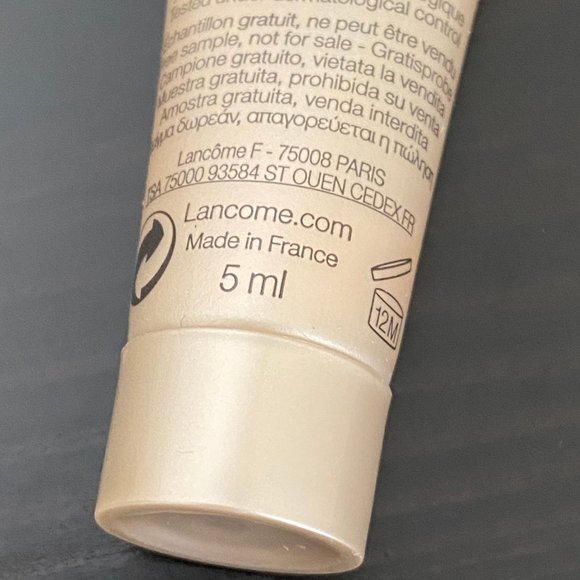 Tested under dermatological control
Échantillon gratuit, ne peut être vendu
sample, not for sale - Gratisprobe
Campione gratuito, vietata la vendita
Muestra gratuita, prohibida su venta
Amostra gratuita, venda interdita
δωρεάν, απαγορεύεται η πώληση
Lancôme F - 75008 PARIS
TSA 75000 93584 ST OUEN CEDEX FR
Lancome.com
Made in France
5 ml
12M